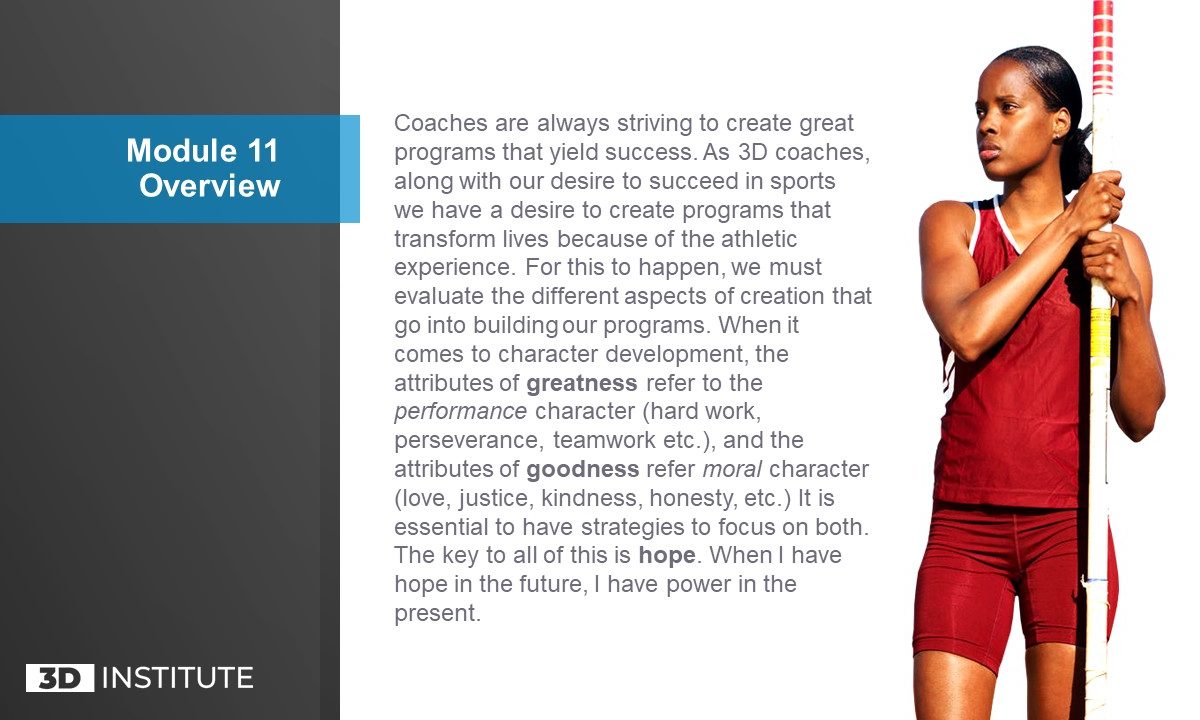 Module 11
Overview
Coaches are always striving to create great
programs that yield success. As 3D coaches,
along with our desire to succeed in sports
we have a desire to create programs that
transform lives because of the athletic
experience. For this to happen, we must
evaluate the different aspects of creation that
go into building our programs. When it
comes to character development, the
attributes of greatness refer to the
performance character (hard work,
perseverance, teamwork etc.), and the
attributes of goodness refer moral character
(love, justice, kindness, honesty, etc.) It is
essential to have strategies to focus on both.
The key to all of this is hope. When I have
hope in the future, I have power in the
present.
3D INSTITUTE